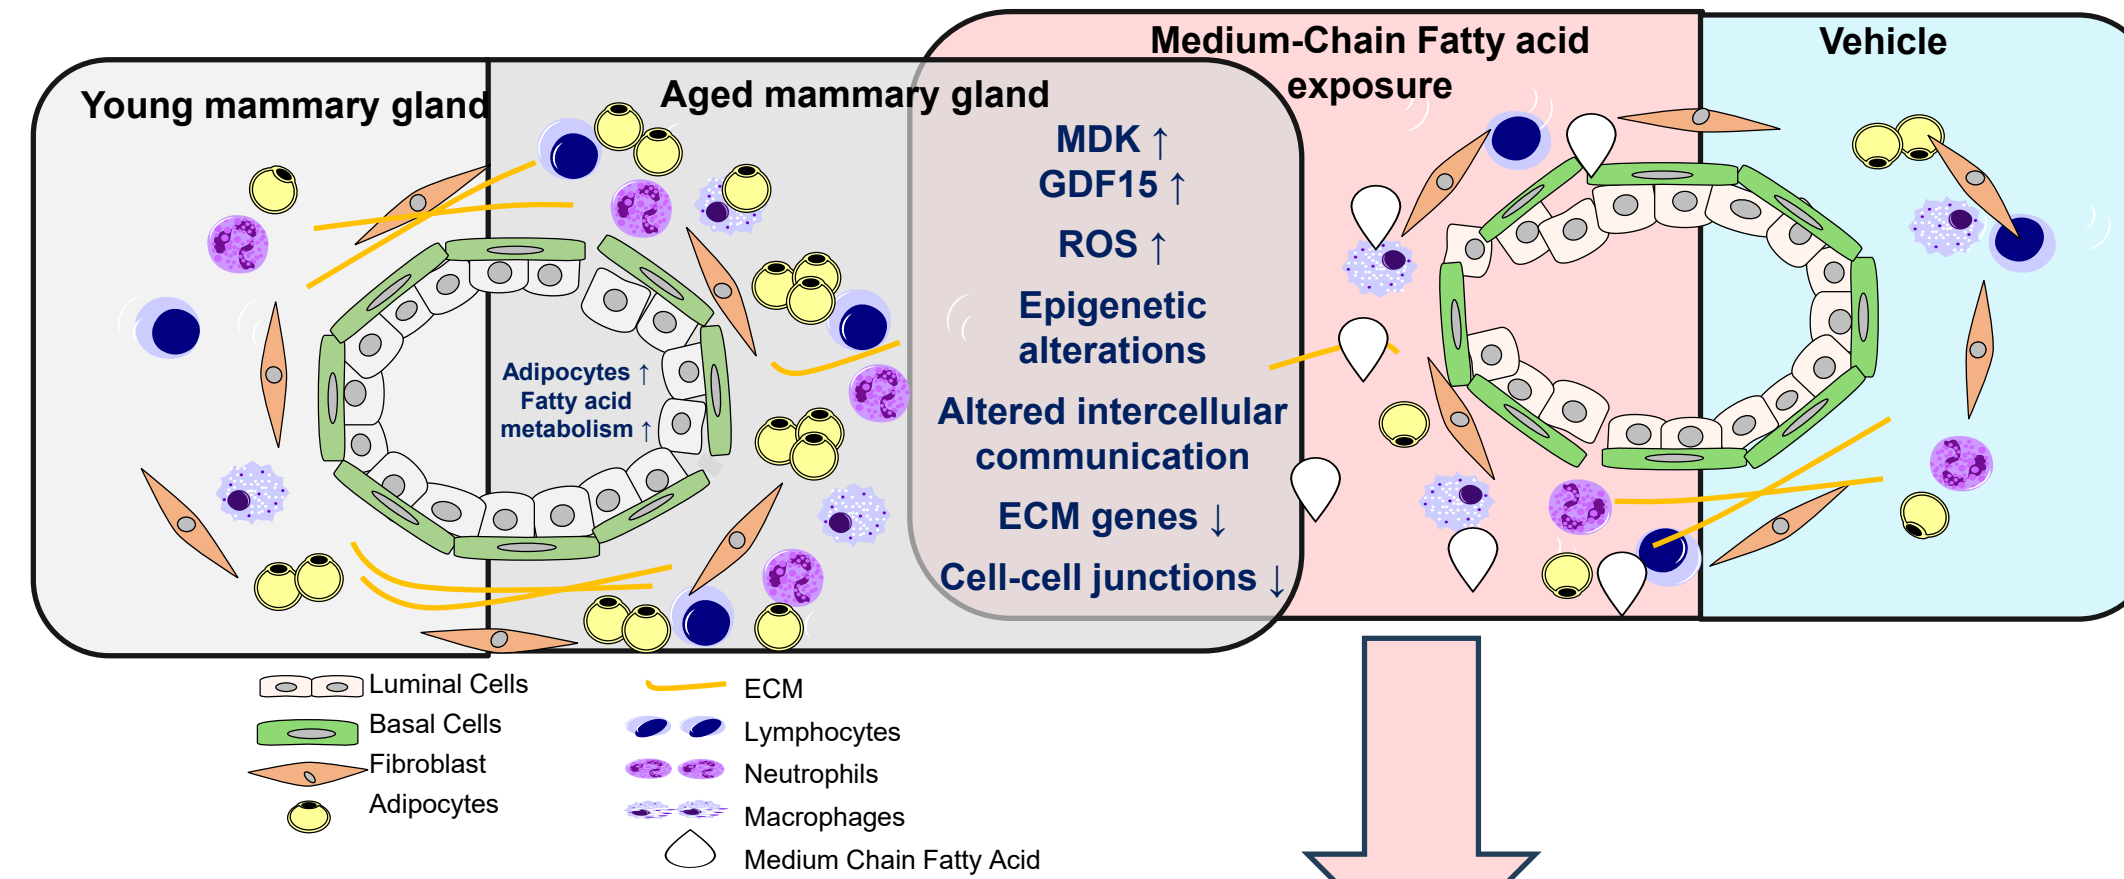 Young mammary gland
Aged mammary gland
Medium-Chain Fatty acid
exposure
Vehicle
Adipocytes ↑
Fatty acid
metabolism ↑
MDK ↑
GDF15 ↑
ROS ↑
Epigenetic
alterations
Altered intercellular
communication
ECM genes ↓
Cell-cell junctions ↓
Luminal Cells
Basal Cells
Fibroblast
Adipocytes
ECM
Lymphocytes
Neutrophils
Macrophages
Medium Chain Fatty Acid